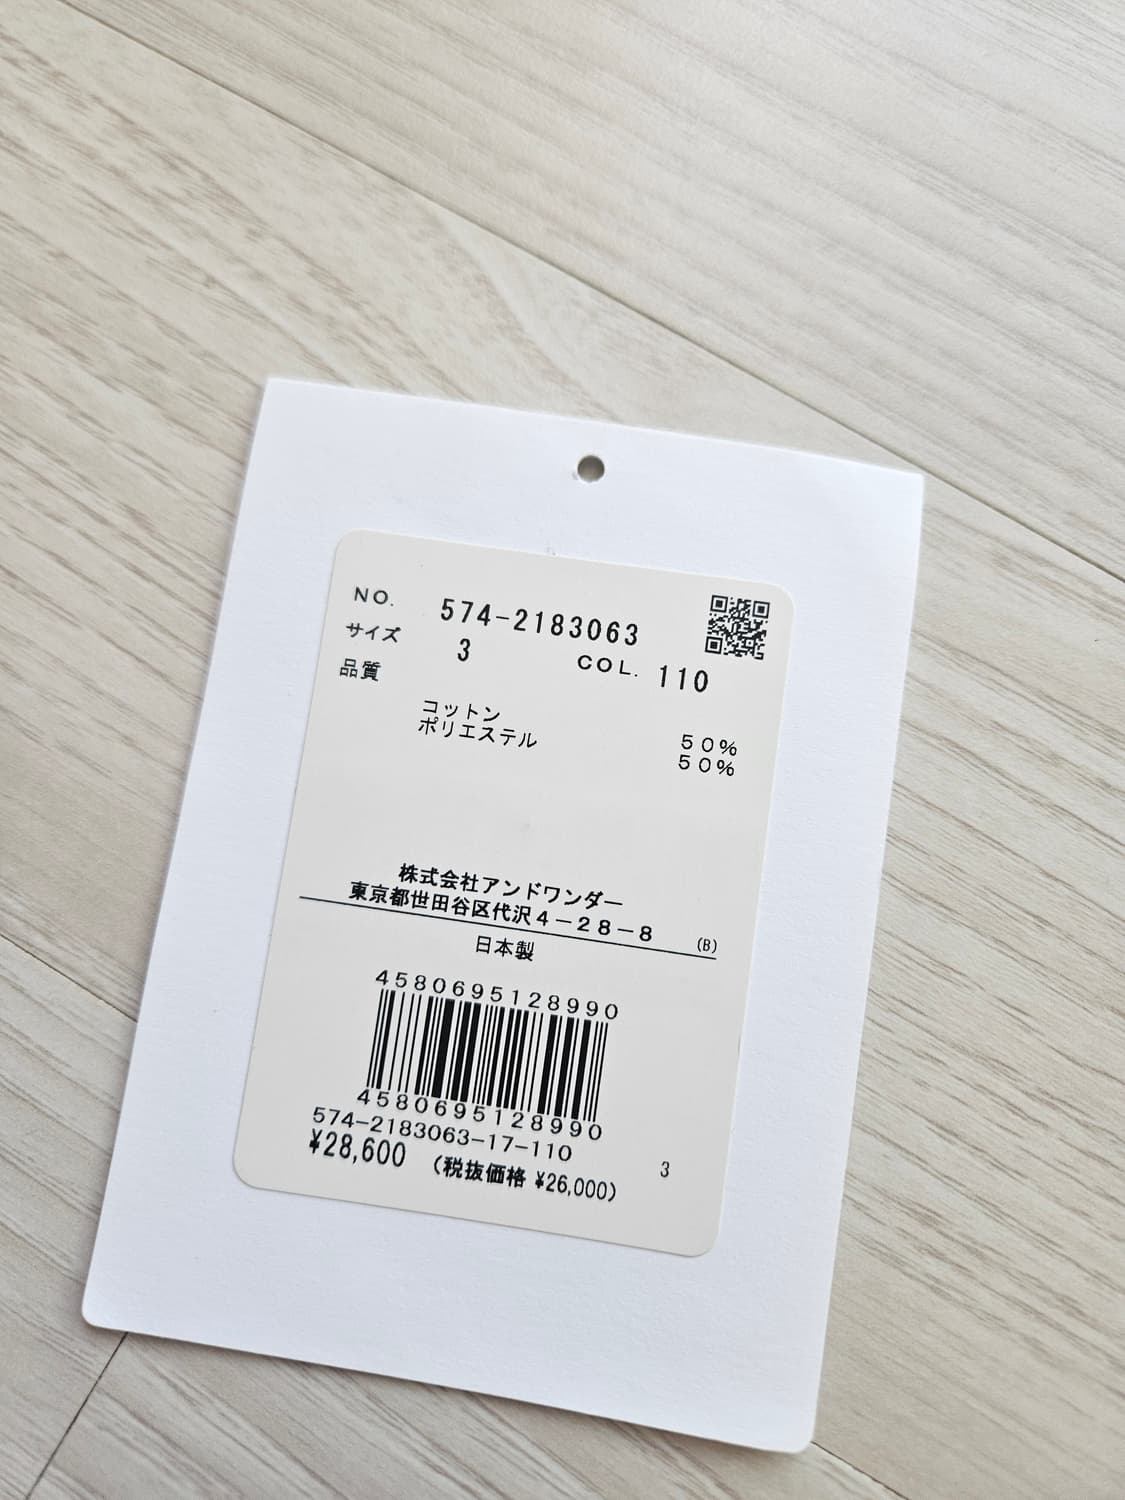 NO. 574-2183063
サイズ 3 COL. 110
品質
コットン 50%
ポリエステル 50%
株式会社アンドワンダー
東京都世田谷区代沢4-28-8 (B)
日本製
4580695128990
4580695128990
574-2183063-17-110
¥28,600 (税抜価格 ¥26,000) 3